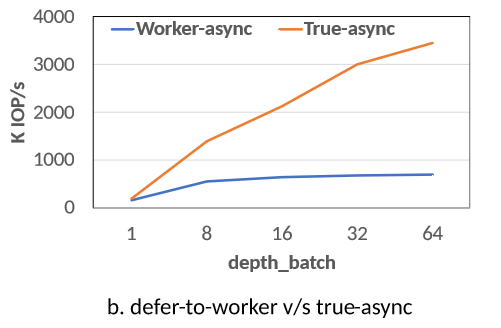 4000
Worker-async True-async
3000
2000
1000
0
K IOP/s
1 8 16 32 64
depth_batch
b. defer-to-worker v/s true-async